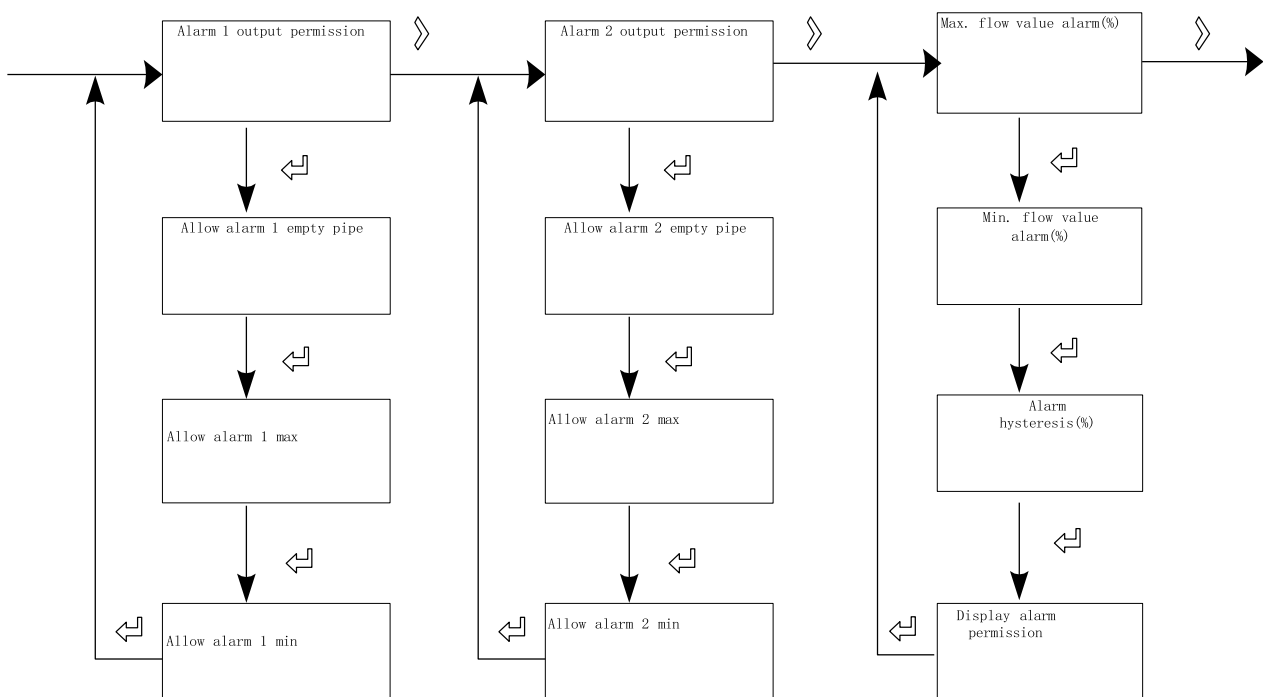 Alarm 1 output permission
Alarm 2 output permission
Max. flow value alarm(%)
Allow alarm 1 empty pipe
Allow alarm 2 empty pipe
Min. flow value
alarm(%)
Allow alarm 1 max
Allow alarm 2 max
Alarm
hysteresis(%)
Allow alarm 1 min
Allow alarm 2 min
Display alarm
permission